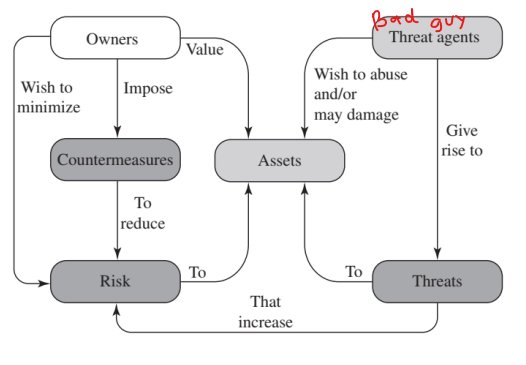 Bad guy
Owners
Value
Threat agents
Wish to
minimize
Impose
Wish to abuse
and/or
may damage
Give
rise to
Countermeasures
Assets
To
reduce
Risk
To
To
Threats
That
increase